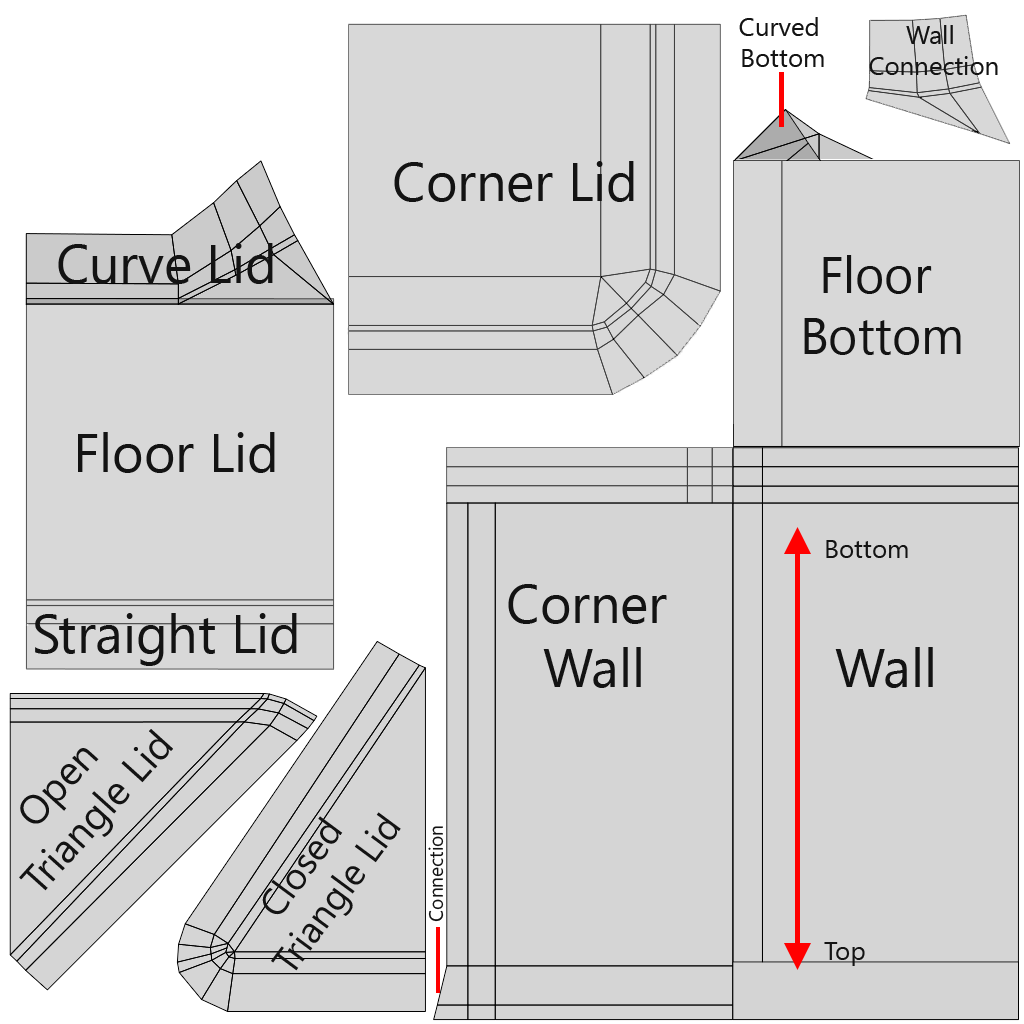 Curved
Bottom
Wall
Connection
Corner Lid
Curve Lid
Floor
Bottom
Floor Lid
Bottom
Corner
Wall
Wall
Straight Lid
Open
Triangle Lid
Closed
Triangle Lid
Connection
Top